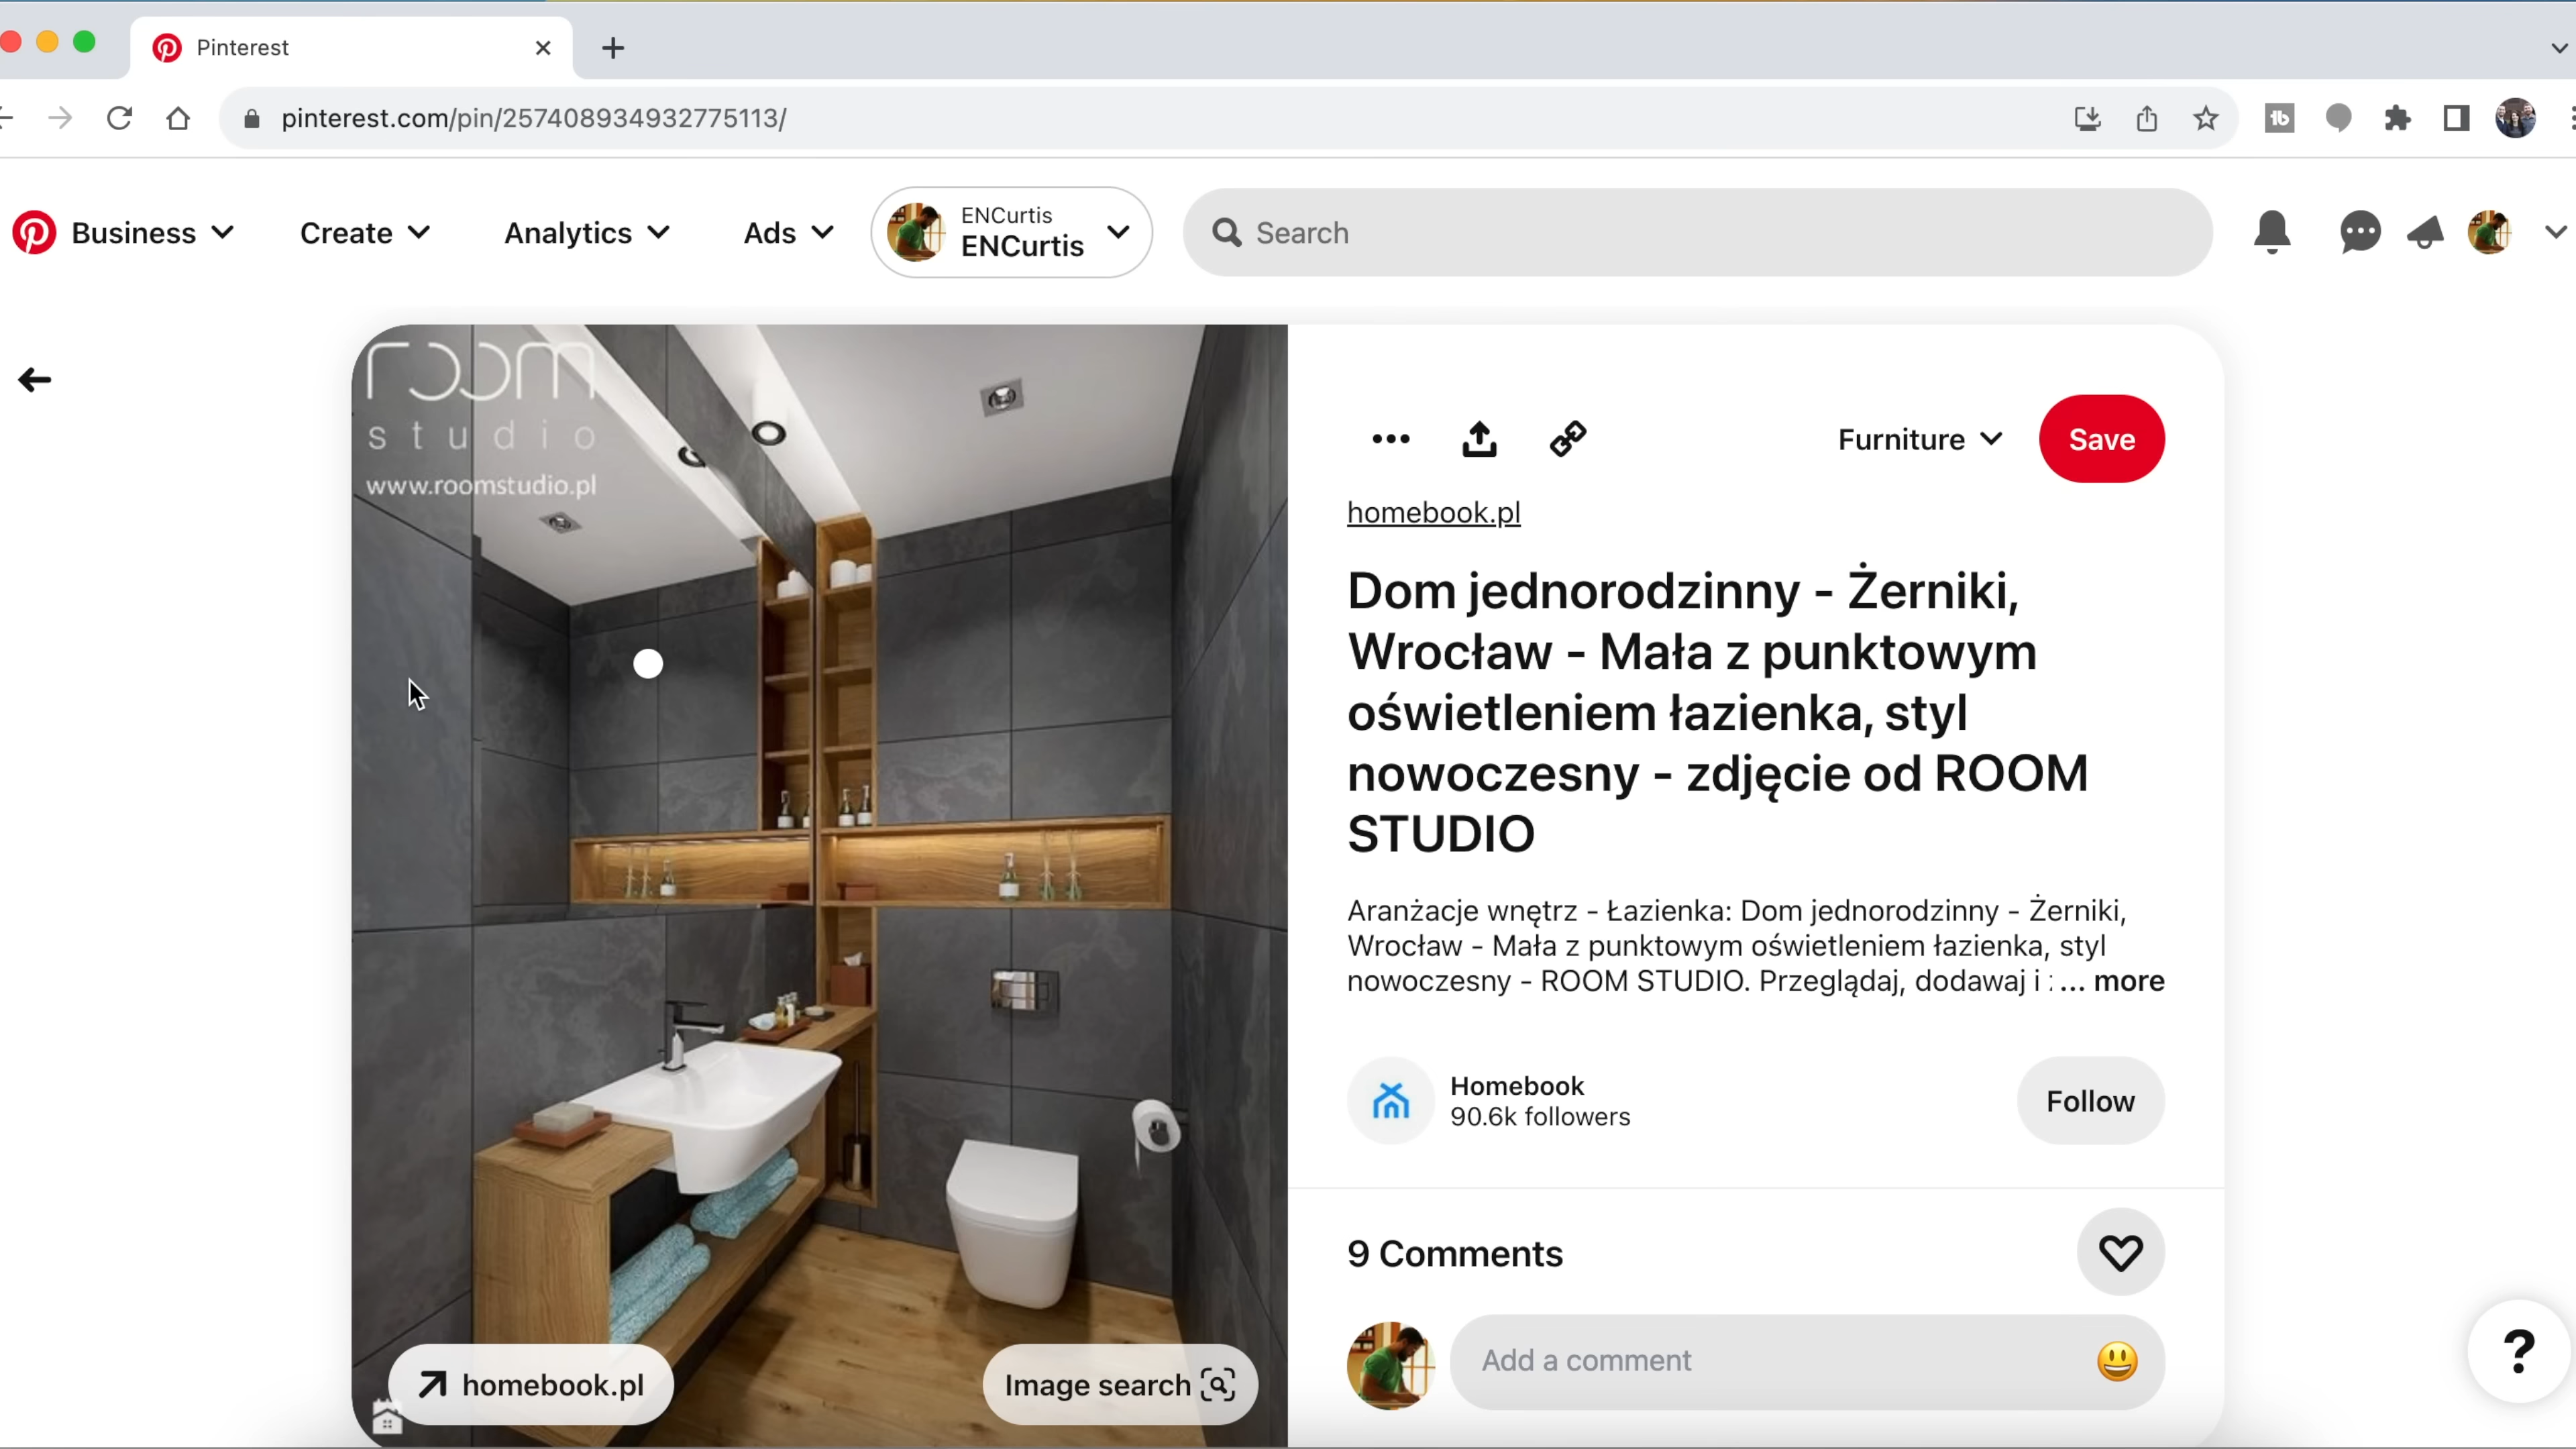 Pinterest
pinterest.com/pin/257408934932775113/
Business
Create
Analytics
Ads
ENCurtis
ENCurtis
Search
room
studio
www.roomstudio.pl
Furniture
Save
homebook.pl
Dom jednorodzinny - Żerniki,
Wrocław - Mała z punktowym
oświetleniem łazienka, styl
nowoczesny - zdjęcie od ROOM
STUDIO
Aranżacje wnętrz - Łazienka: Dom jednorodzinny - Żerniki,
Wrocław - Mała z punktowym oświetleniem łazienka, styl
nowoczesny - ROOM STUDIO. Przeglądaj, dodawaj i ... more
Homebook
90.6k followers
Follow
9 Comments
Add a comment
homebook.pl
Image search
?